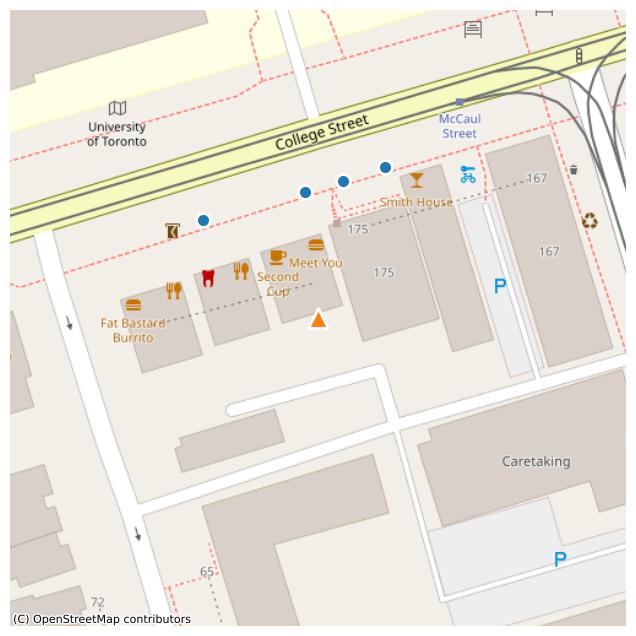 University
of Toronto
College Street
McCaul
Street
167
Smith House
175
167
175
Meet You
Second
Cup
P
Fat Bastard
Burrito
Caretaking
P
65
72
(C) OpenStreetMap contributors